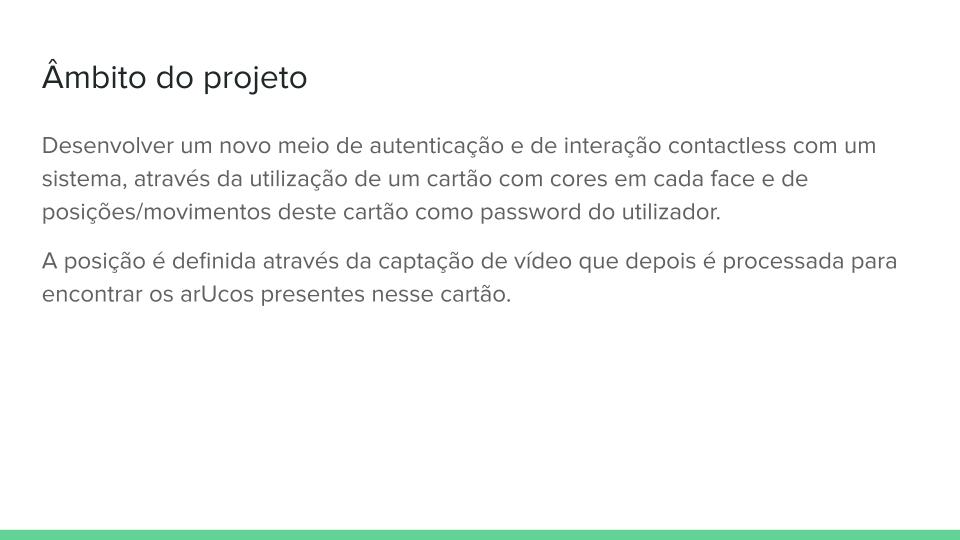 Âmbito do projeto
Desenvolver um novo meio de autenticação e de interação contactless com um
sistema, através da utilização de um cartão com cores em cada face e de
posições/movimentos deste cartão como password do utilizador.
A posição é definida através da captação de vídeo que depois é processada para
encontrar os arUcos presentes nesse cartão.